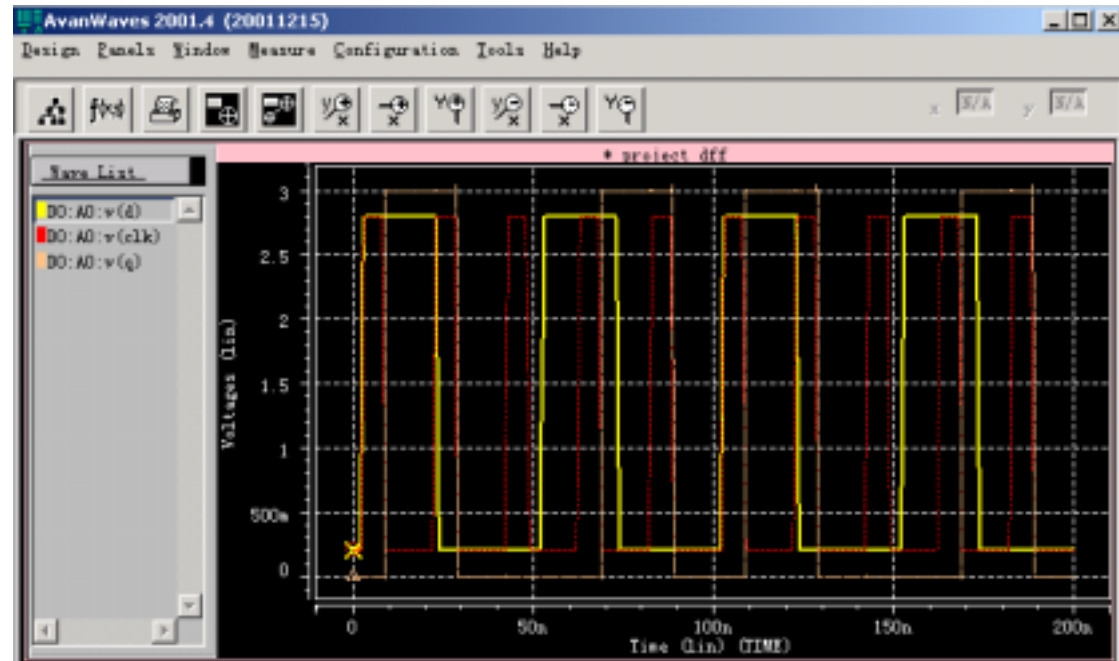 AvanWaves 2001.4 (20011215)
Design Panels Window Measure Configuration Tools Help
f(x) x N/A y N/A
* project dff
Wave List
D0:A0:v(d)
D0:A0:v(clk)
D0:A0:v(q)
Voltages (lin)
3
2.5
2
1.5
1
500m
0
0 50n 100n 150n 200n
Time (lin) (TIME)